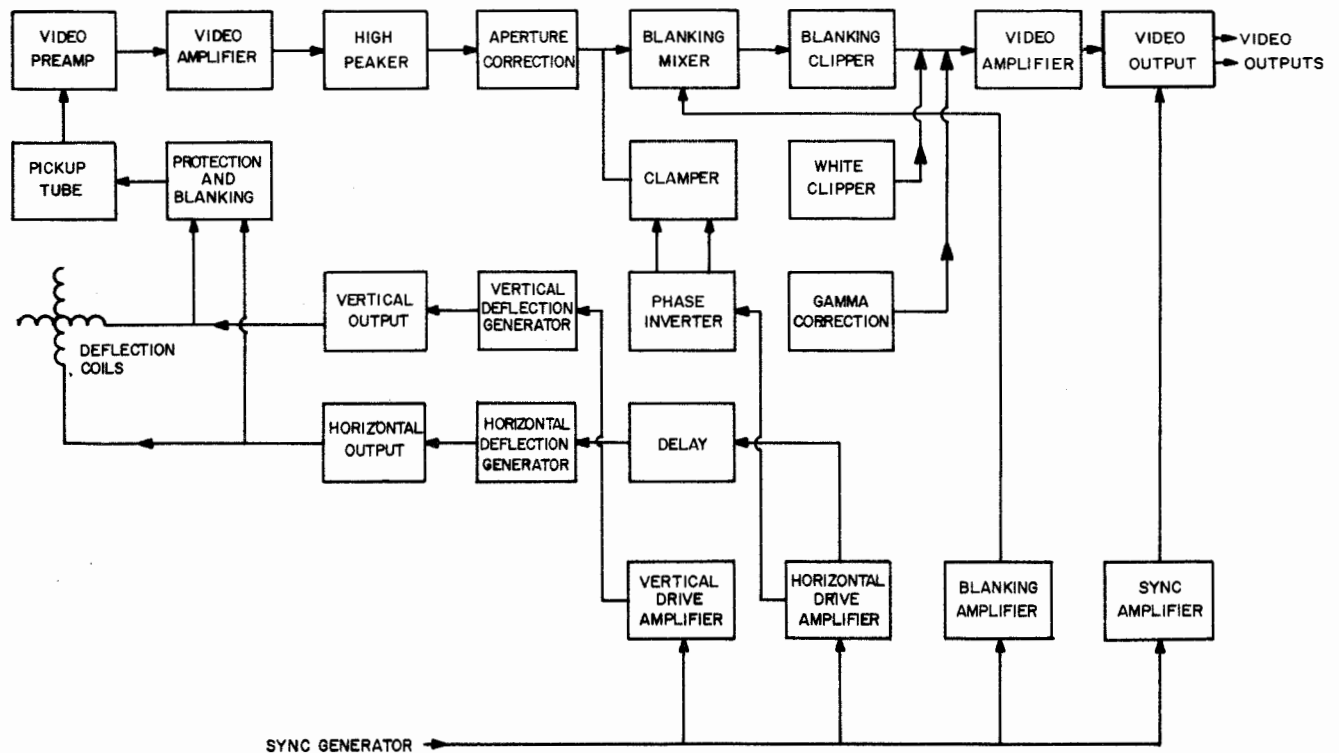 VIDEO
PREAMP
VIDEO
AMPLIFIER
HIGH
PEAKER
APERTURE
CORRECTION
BLANKING
MIXER
BLANKING
CLIPPER
VIDEO
AMPLIFIER
VIDEO
OUTPUT
VIDEO
OUTPUTS
PICKUP
TUBE
PROTECTION
AND
BLANKING
CLAMPER
WHITE
CLIPPER
VERTICAL
OUTPUT
VERTICAL
DEFLECTION
GENERATOR
PHASE
INVERTER
GAMMA
CORRECTION
DEFLECTION
COILS
HORIZONTAL
OUTPUT
HORIZONTAL
DEFLECTION
GENERATOR
DELAY
VERTICAL
DRIVE
AMPLIFIER
HORIZONTAL
DRIVE
AMPLIFIER
BLANKING
AMPLIFIER
SYNC
AMPLIFIER
SYNC GENERATOR